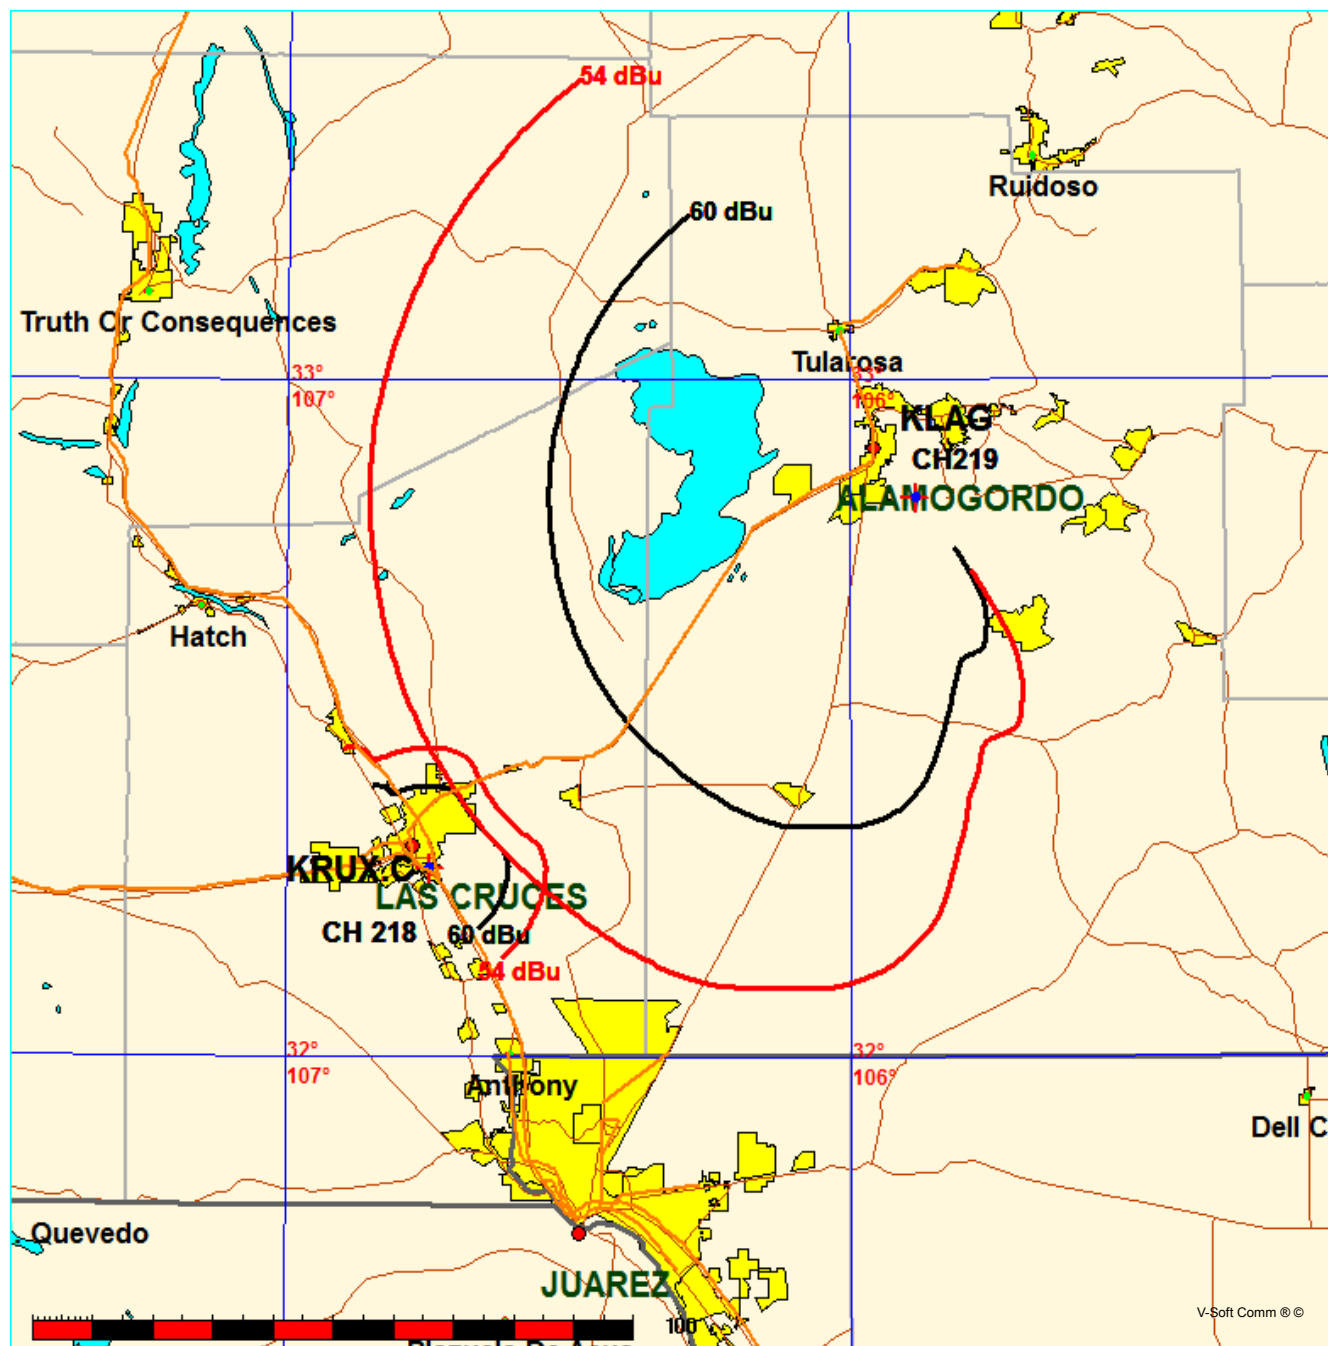 54 dBu
60 dBu
Ruidoso
Truth Or Consequences
Tularosa
33°
107°
33°
106°
KLAG
CH219
ALAMOGORDO
Hatch
KRUX.C
LAS CRUCES
CH 218
60 dBu
54 dBu
32°
107°
32°
106°
Anthony
Dell C
Quevedo
JUAREZ
V-Soft Comm ® ©
100